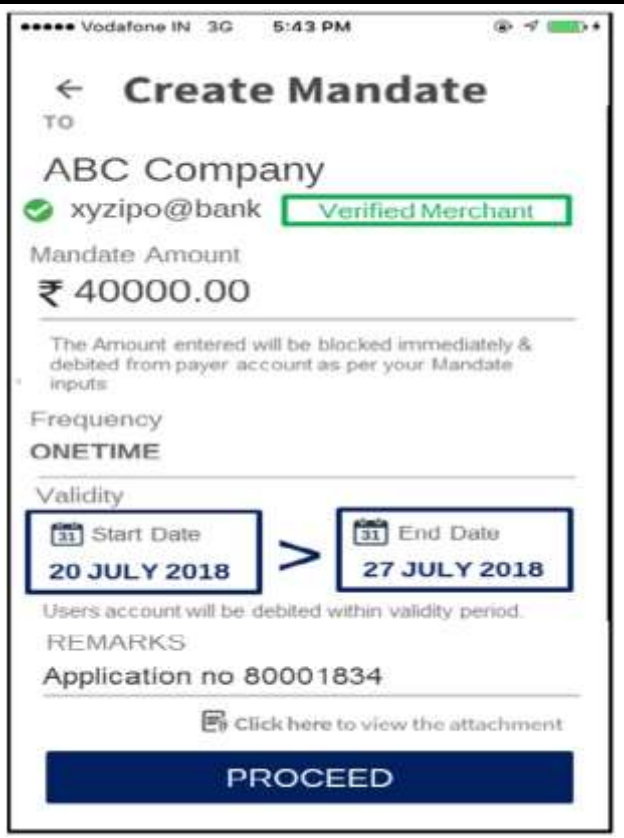 Vodafone IN 3G 5:43 PM
← Create Mandate
TO
ABC Company
xyzipo@bank Verified Merchant
Mandate Amount
₹ 40000.00
The Amount entered will be blocked immediately &
debited from payer account as per your Mandate
inputs
Frequency
ONETIME
Validity
31 Start Date > 31 End Date
20 JULY 2018 27 JULY 2018
Users account will be debited within validity period.
REMARKS
Application no 80001834
Click here to view the attachment
PROCEED